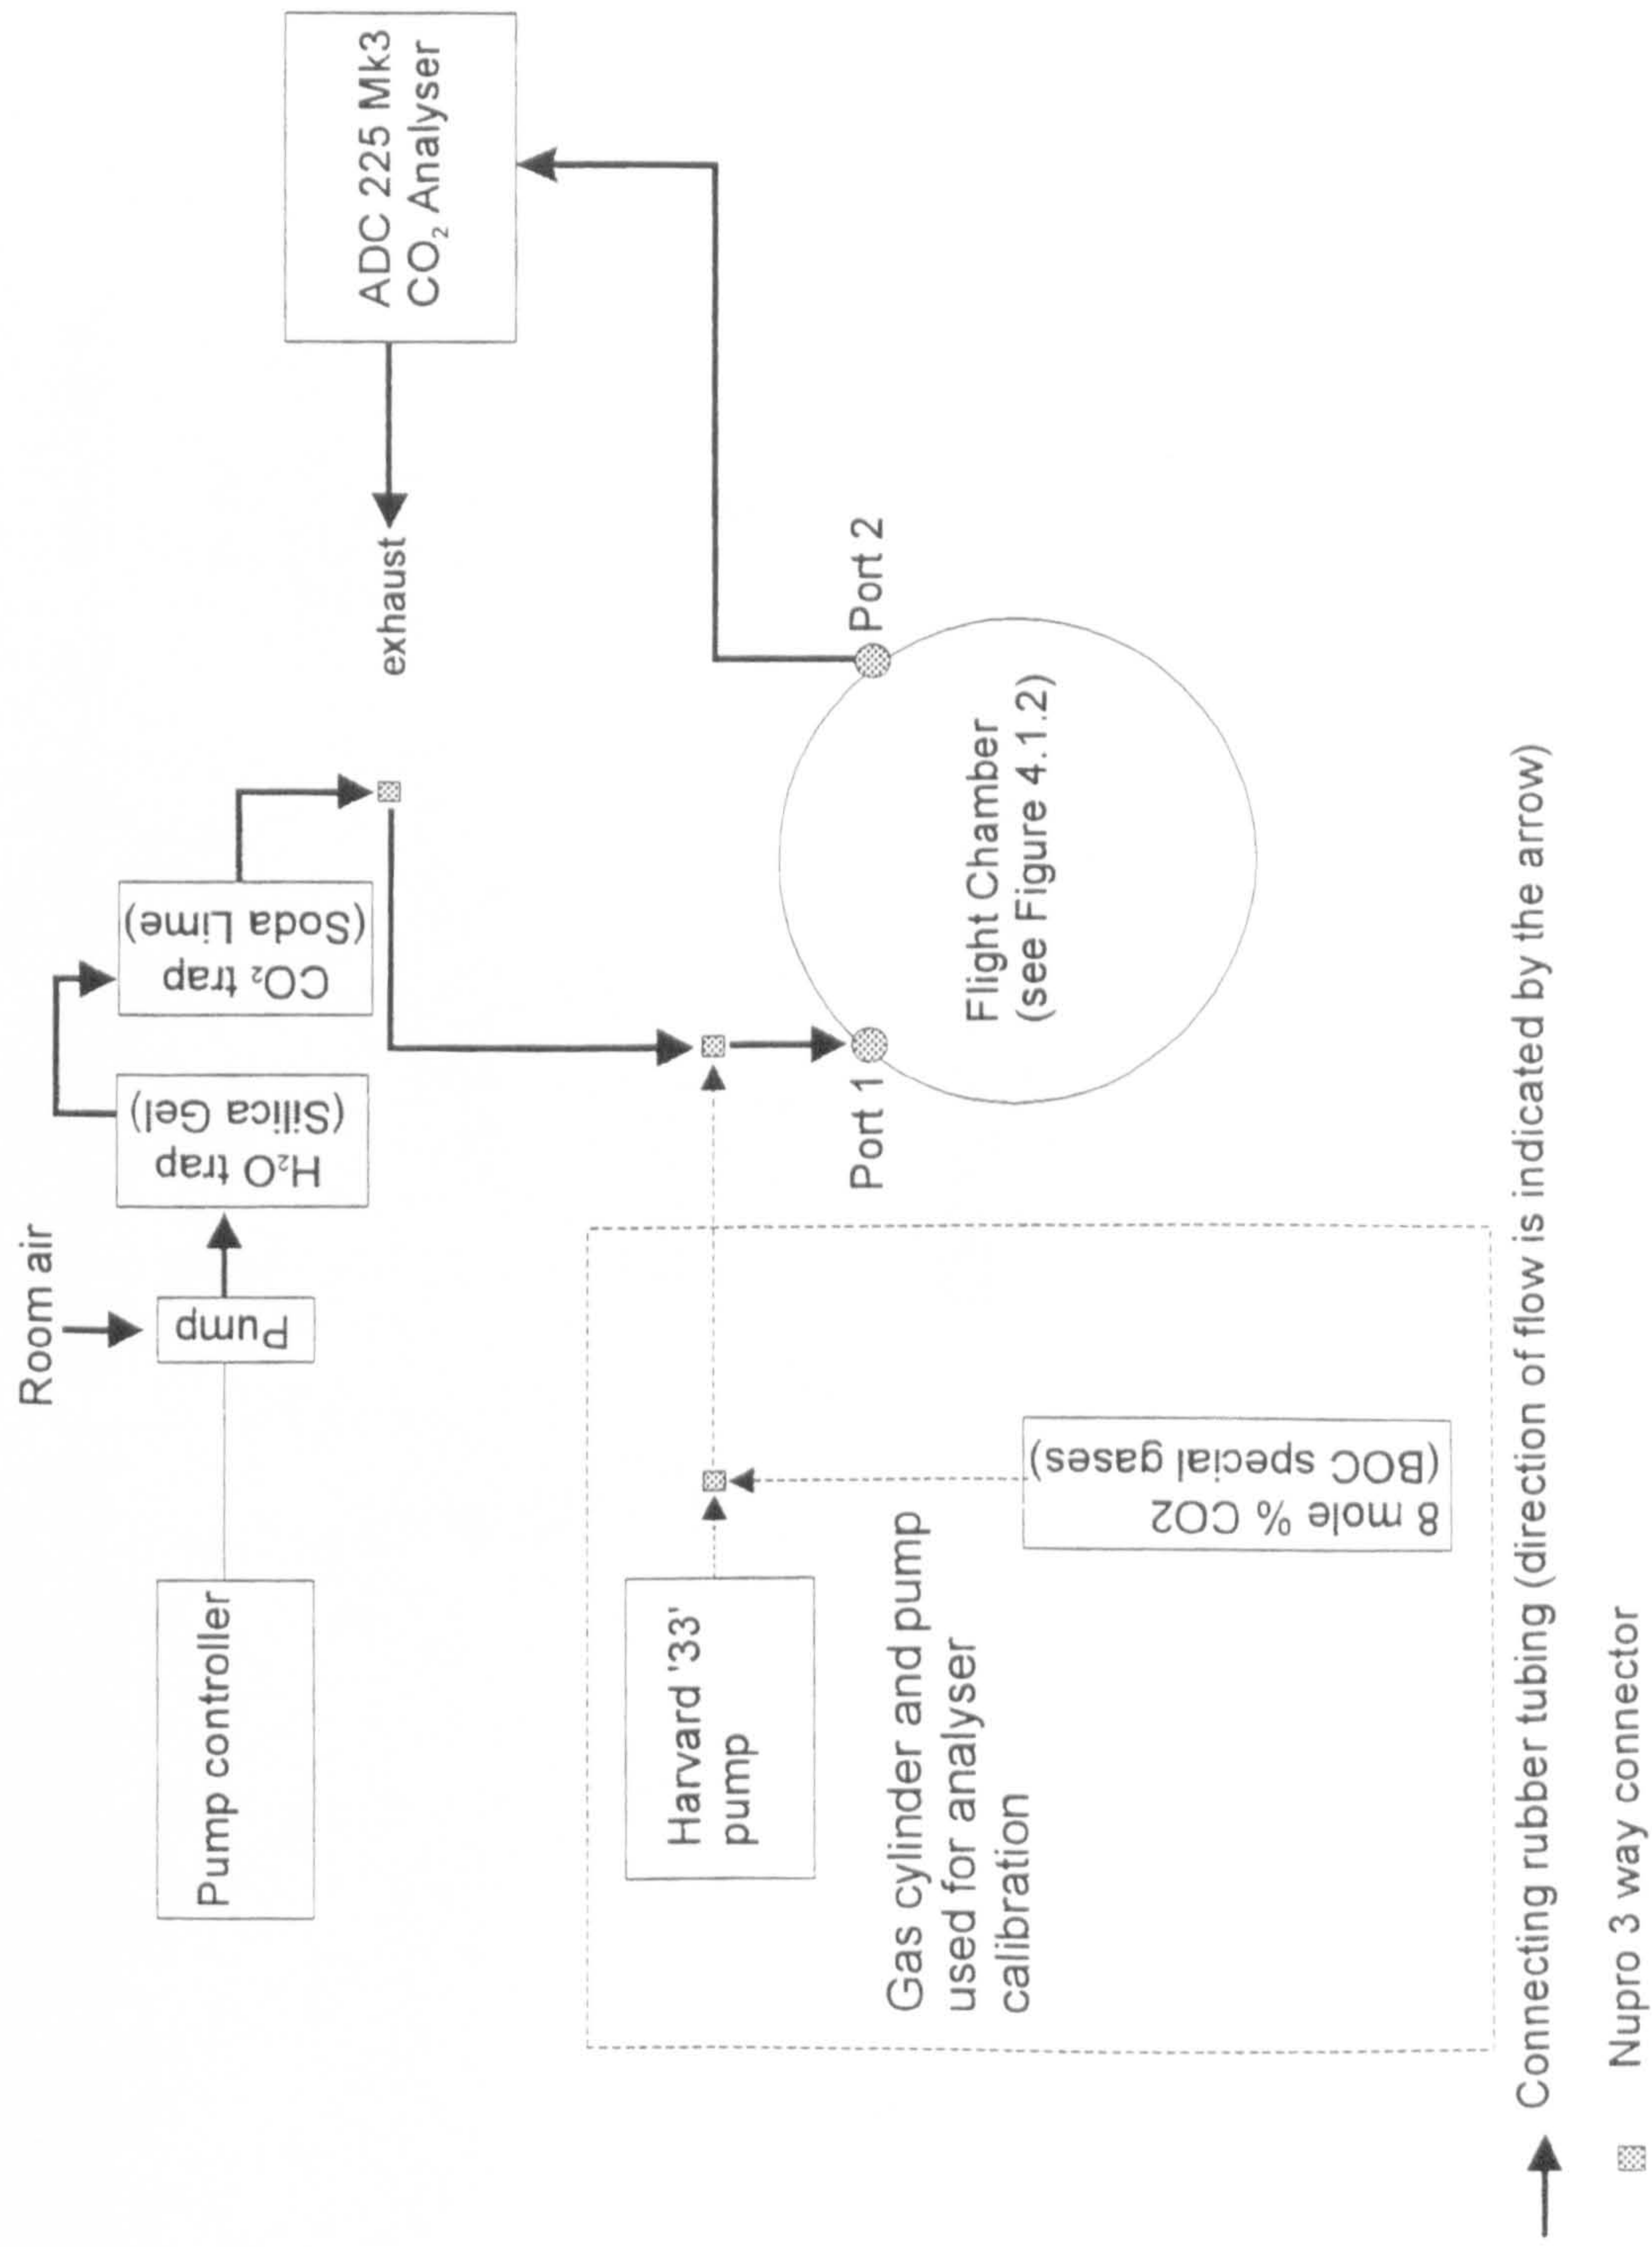 Room air
Pump controller
Pump
H₂O trap
(Silica Gel)
CO₂ trap
(Soda Lime)
exhaust
ADC 225 Mk3
CO₂ Analyser
Harvard '33'
pump
Gas cylinder and pump
used for analyser
calibration
8 mole % CO2
(BOC special gases)
Port 1
Port 2
Flight Chamber
(see Figure 4.1.2)
Connecting rubber tubing (direction of flow is indicated by the arrow)
Nupro 3 way connector